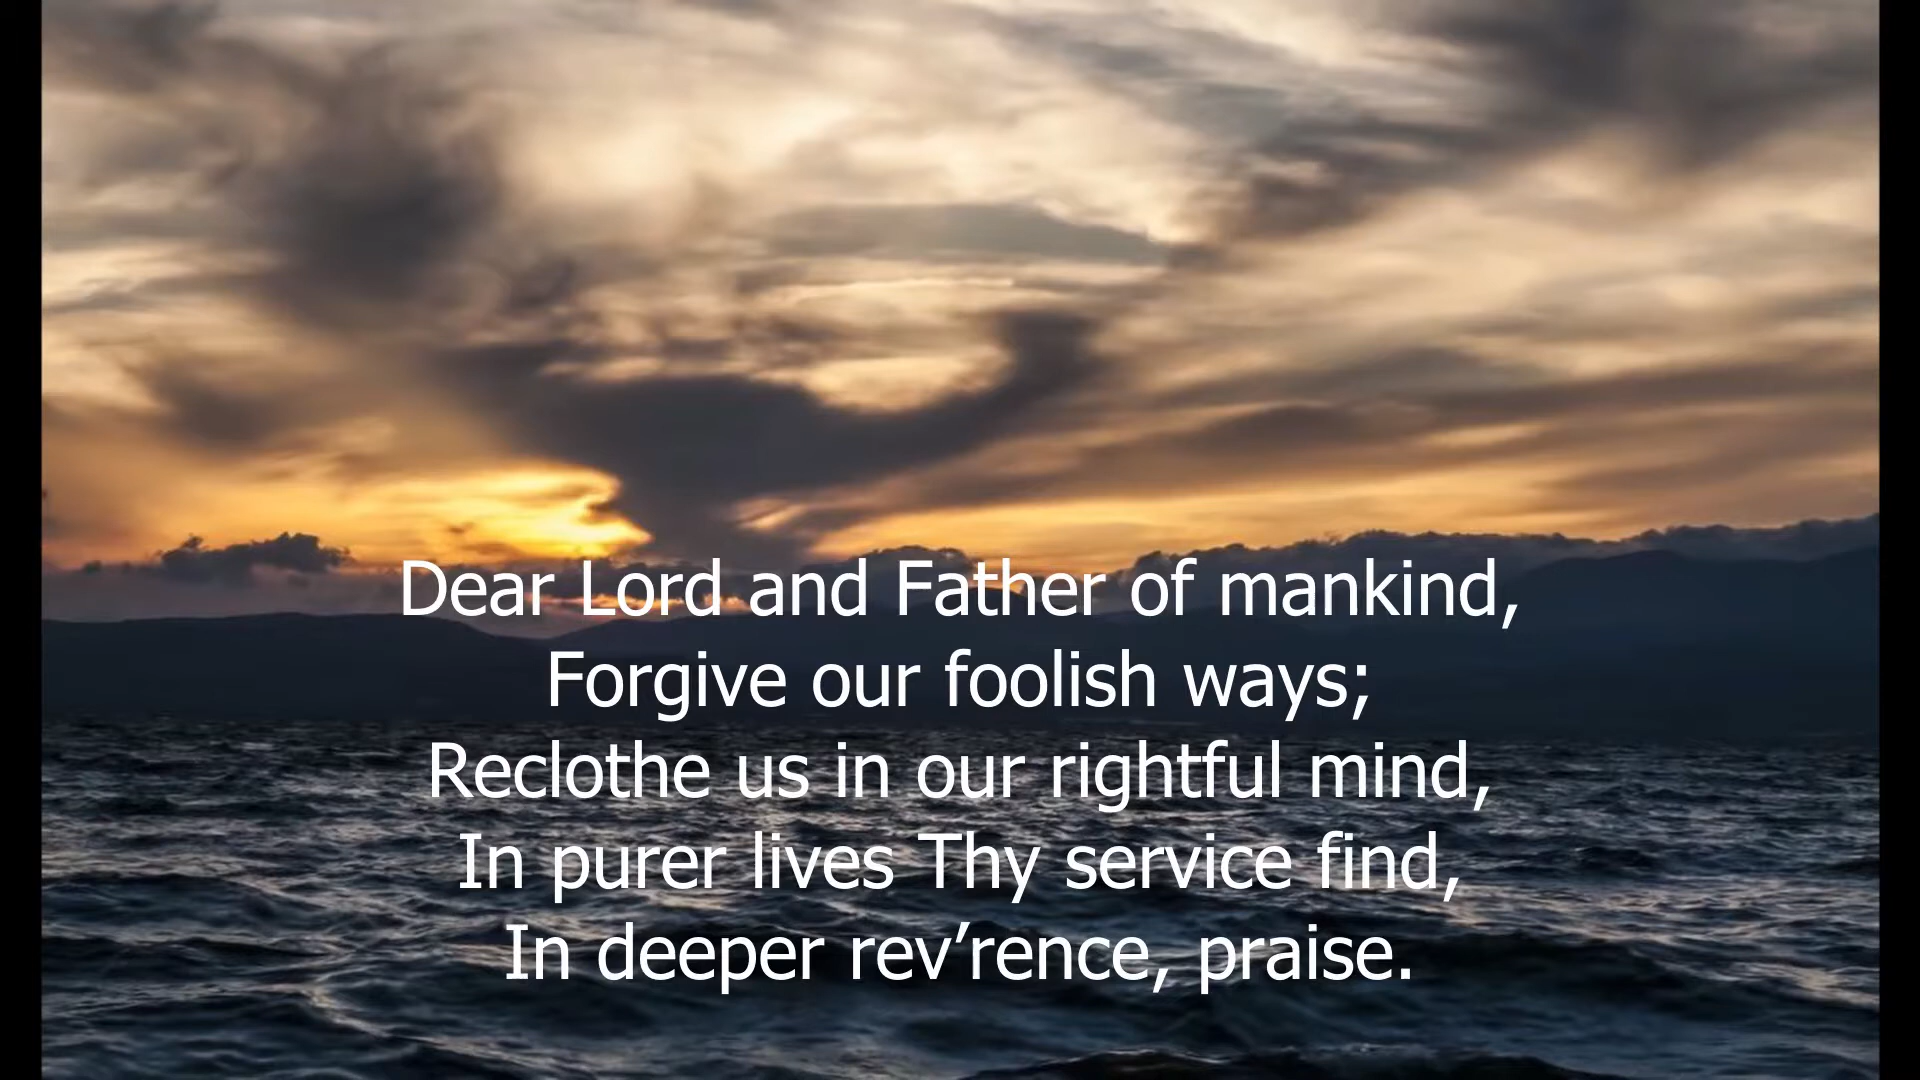 Dear Lord and Father of mankind,
Forgive our foolish ways;
Reclothe us in our rightful mind,
In purer lives Thy service find,
In deeper rev’rence, praise.